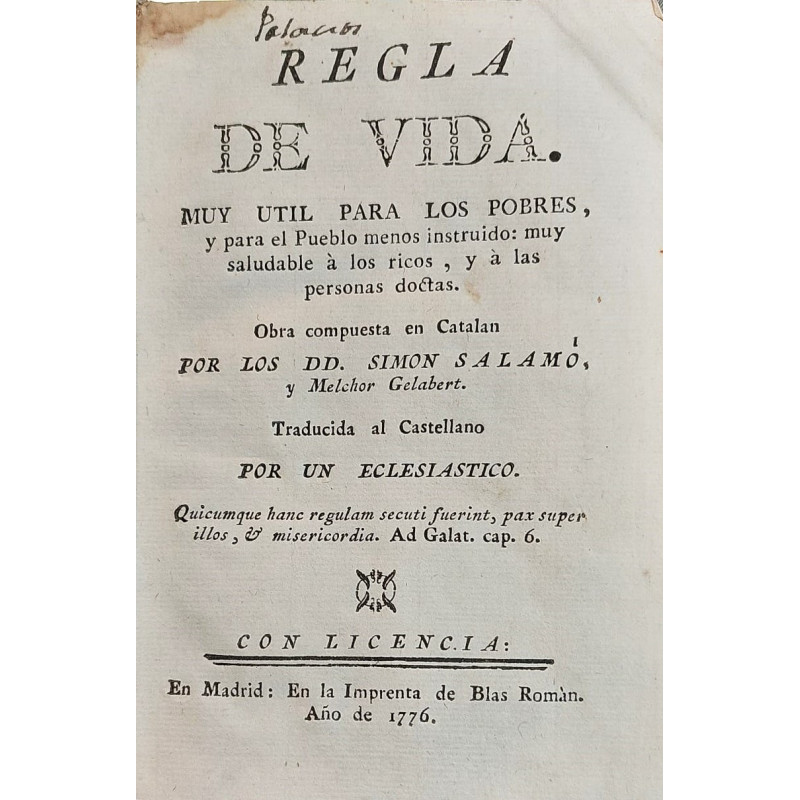 Palacios
REGLA
DE VIDA.
MUY UTIL PARA LOS POBRES,
y para el Pueblo menos instruido: muy
saludable à los ricos, y à las
personas doctas.
Obra compuesta en Catalan
POR LOS DD. SIMON SALAMÓ,
y Melchor Gelabert.
Traducida al Castellano
POR UN ECLESIASTICO.
Quicumque hanc regulam secuti fuerint, pax super
illos, & misericordia. Ad Galat. cap. 6.
CON LICENCIA:
En Madrid: En la Imprenta de Blas Romàn.
Año de 1776.